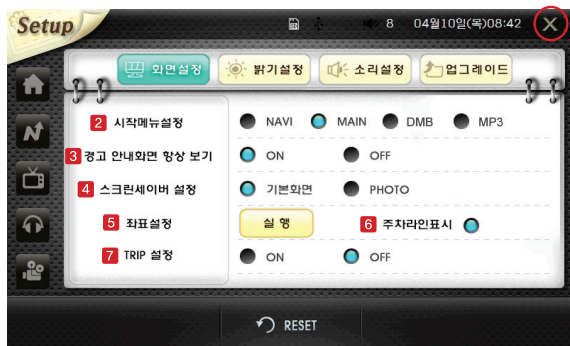 Setup 8 04월10일(목)08:42
화면설정 밝기설정 소리설정 업그레이드
2 시작메뉴설정 NAVI MAIN DMB MP3
3 경고 안내화면 항상 보기 ON OFF
4 스크린세이버 설정 기본화면 PHOTO
5 좌표설정 실 행 6 주차라인표시
7 TRIP 설정 ON OFF
RESET